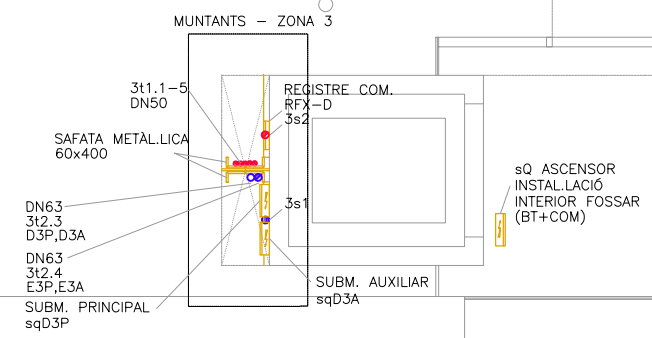 MUNTANTS - ZONA 3
3t1.1-5
DN50
REGISTRE COM.
RFX-D
3s2
SAFATA METÀL.LICA
60x400
sQ ASCENSOR
INSTAL.LACIÓ
INTERIOR FOSSAR
(BT+COM)
3s1
DN63
3t2.3
D3P,D3A
DN63
3t2.4
E3P,E3A
SUBM. PRINCIPAL
sqD3P
SUBM. AUXILIAR
sqD3A